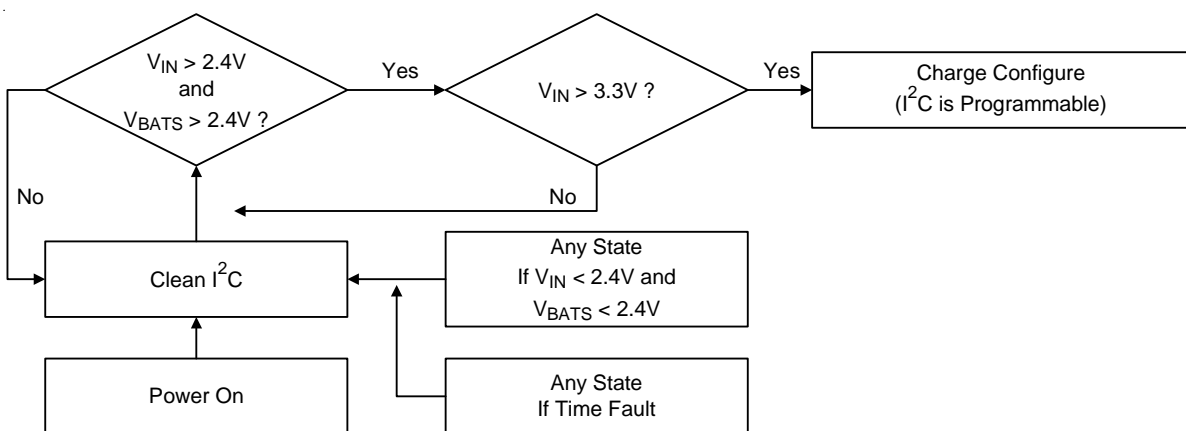 V_IN > 2.4V
and
V_BATS > 2.4V ?
Yes
V_IN > 3.3V ?
Yes
Charge Configure
(I²C is Programmable)
No
No
Clean I²C
Any State
If V_IN < 2.4V and
V_BATS < 2.4V
Power On
Any State
If Time Fault